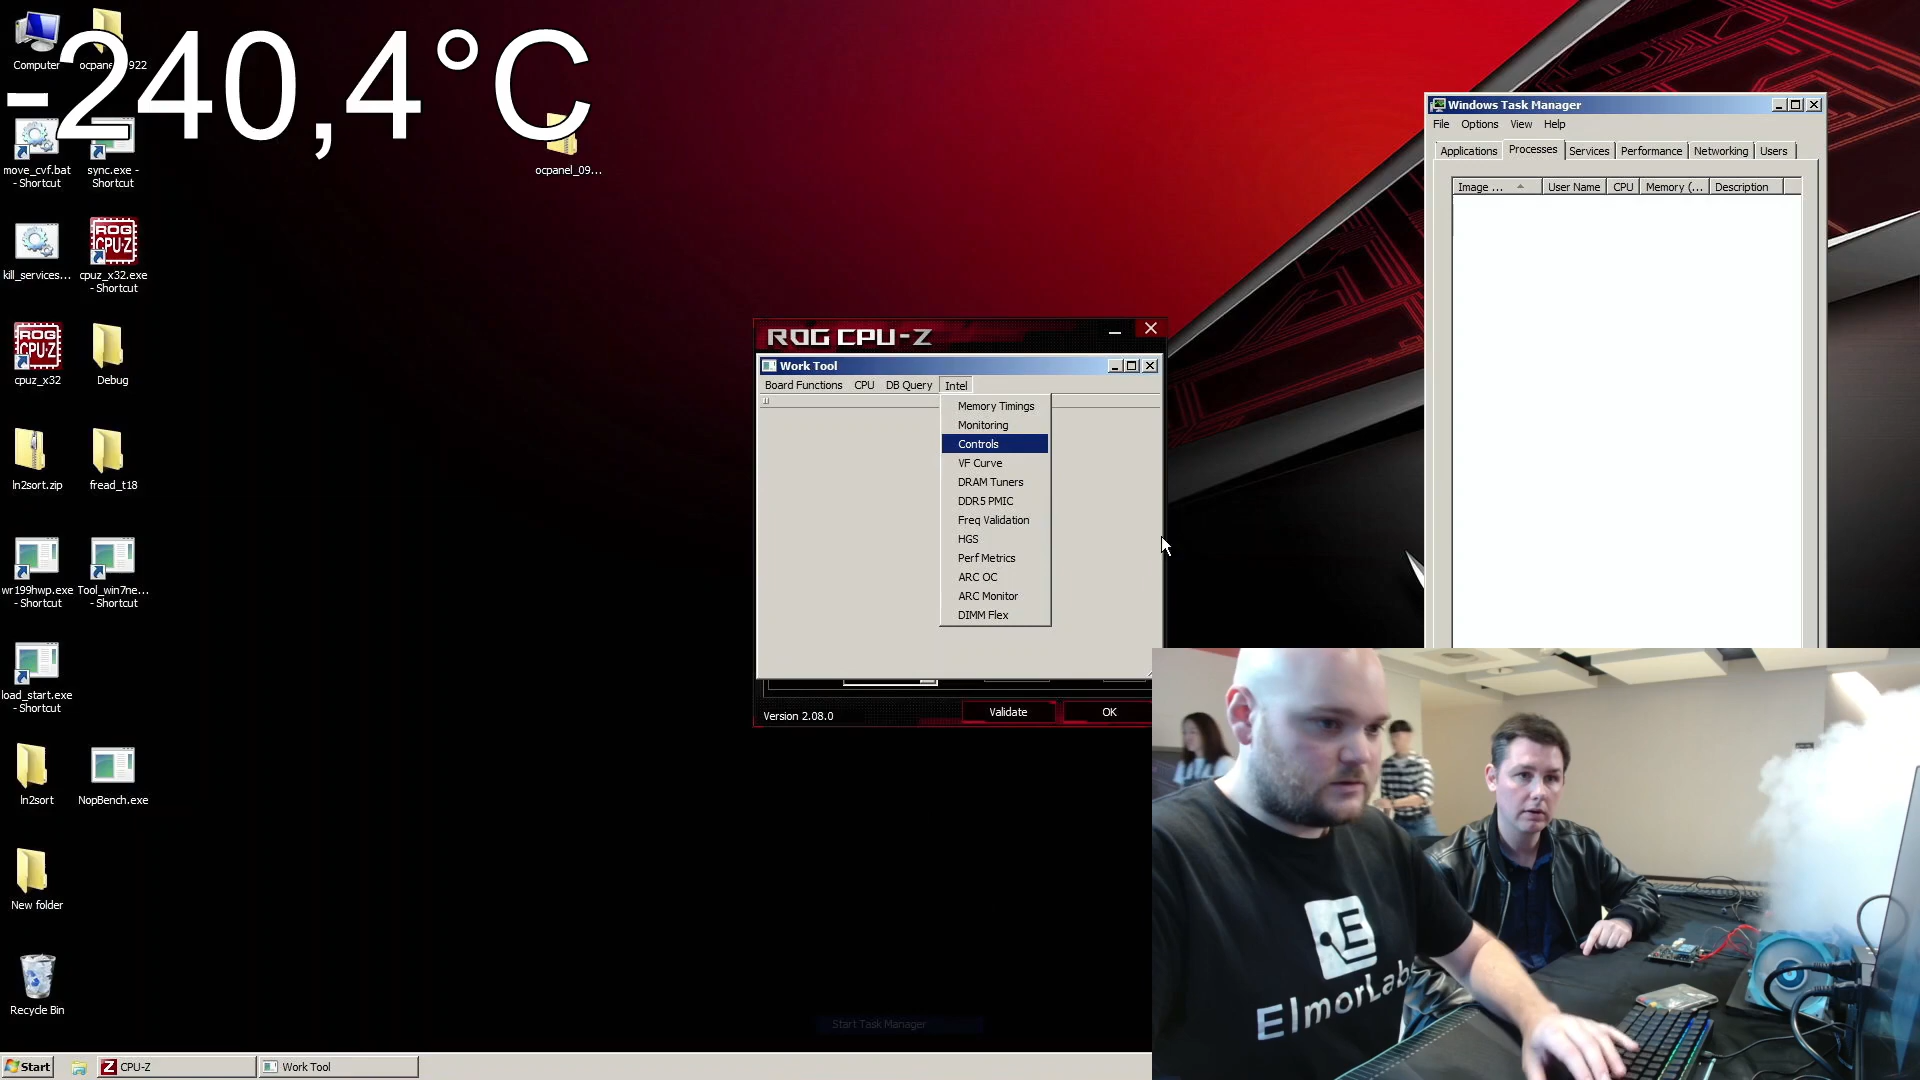 -240,4°C
Computer
ocpane
922
move_cvf.bat
- Shortcut
sync.exe -
Shortcut
ocpanel_09...
kill_services...
cpuz_x32.exe
- Shortcut
ROG
CPU-Z
cpuz_x32
Debug
ln2sort.zip
fread_t18
wr199hwp.exe
- Shortcut
Tool_win7ne...
- Shortcut
load_start.exe
- Shortcut
ln2sort
NopBench.exe
New folder
Recycle Bin
ROG CPU-Z
Work Tool
Board Functions
CPU
DB Query
Intel
Memory Timings
Monitoring
Controls
VF Curve
DRAM Tuners
DDR5 PMIC
Freq Validation
HGS
Perf Metrics
ARC OC
ARC Monitor
DIMM Flex
Version 2.08.0
Validate
OK
Windows Task Manager
File
Options
View
Help
Applications
Processes
Services
Performance
Networking
Users
Image ...
User Name
CPU
Memory (...
Description
ElmorLabs
Start Task Manager
Start
CPU-Z
Work Tool